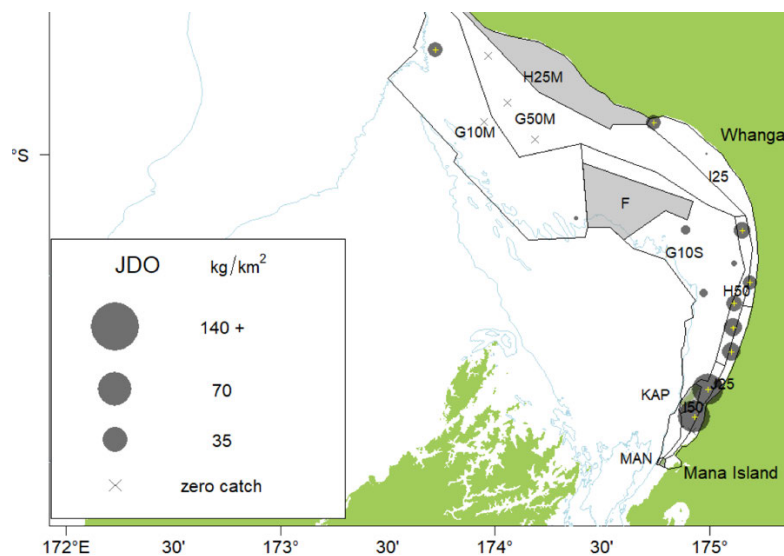 H25M
G50M
G10M
Whanga
°S
I25
F
G10S
JDO kg/km²
H50
140 +
70
J25
KAP
I50
35
MAN
Mana Island
zero catch
172°E 30' 173° 30' 174° 30' 175°